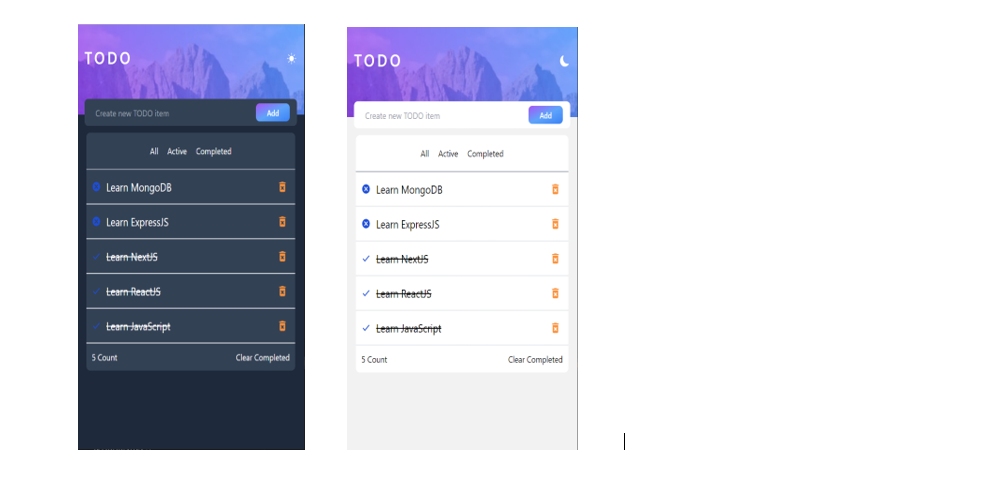 TODO
Create new TODO item Add
All Active Completed
Learn MongoDB
Learn ExpressJS
Learn NextJS
Learn ReactJS
Learn JavaScript
5 Count Clear Completed
TODO
Create new TODO item Add
All Active Completed
Learn MongoDB
Learn ExpressJS
Learn NextJS
Learn ReactJS
Learn JavaScript
5 Count Clear Completed